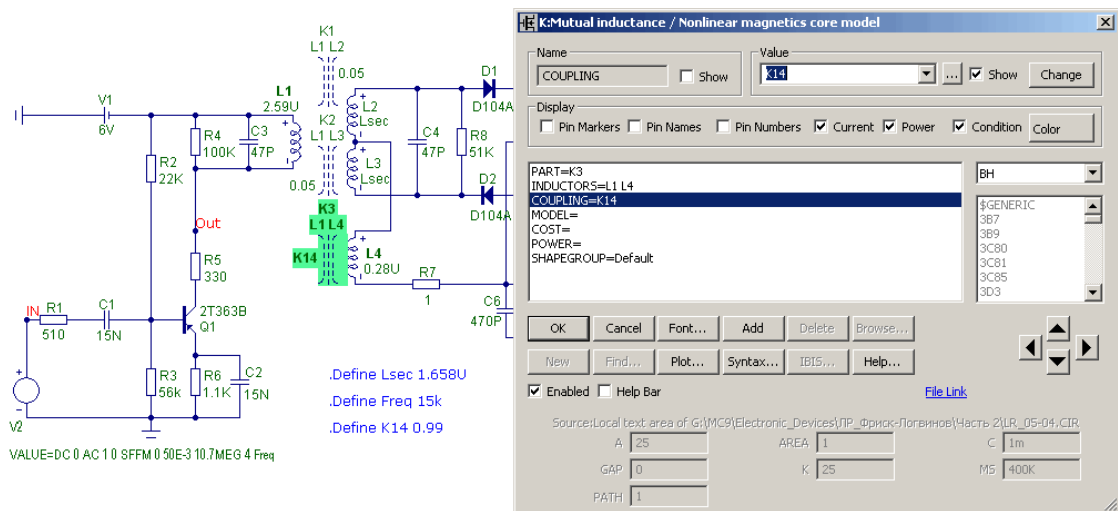 K1
L1 L2
0.05
D1
D104A
V1
6V
L1
2.59U
L2
Lsec
K2
L1 L3
L3
Lsec
0.05
R4
100K
C3
47P
C4
47P
R8
51K
R2
22K
D2
D104A
K3
L1 L4
K14
L4
0.28U
Out
R5
330
R7
1
C6
470P
IN
R1
510
C1
15N
2T363B
Q1
R3
56k
R6
1.1K
C2
15N
V2
.Define Lsec 1.658U
.Define Freq 15k
.Define K14 0.99
VALUE=DC 0 AC 1 0 SFFM 0 50E-3 10.7MEG 4 Freq
K:Mutual inductance / Nonlinear magnetics core model
Name
COUPLING
Show
Value
K14
...
Show
Change
Display
Pin Markers
Pin Names
Pin Numbers
Current
Power
Condition
Color
PART=K3
INDUCTORS=L1 L4
COUPLING=K14
MODEL=
COST=
POWER=
SHAPEGROUP=Default
BH
$GENERIC
3B7
3B9
3C80
3C81
3C85
3D3
OK
Cancel
Font...
Add
Delete
Browse...
New
Find...
Plot...
Syntax...
IBIS...
Help...
Enabled
Help Bar
File Link
Source:Local text area of G:\MC9\Electronic_Devices\ЛР_Фриск-Логвинов\Часть 2\LR_05-04.CIR
A 25
AREA 1
C 1m
GAP 0
K 25
MS 400K
PATH 1